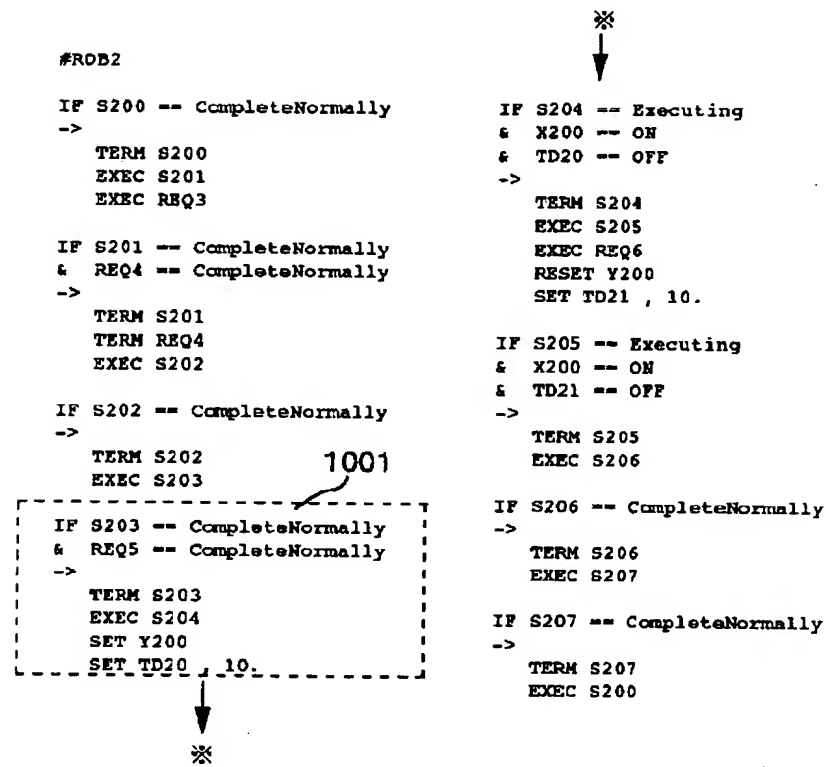 #ROB2
IF S200 == CompleteNormally
->
TERM S200
EXEC S201
EXEC REQ3
IF S201 == CompleteNormally
& REQ4 == CompleteNormally
->
TERM S201
TERM REQ4
EXEC S202
IF S202 == CompleteNormally
->
TERM S202
EXEC S203
1001
IF S203 == CompleteNormally
& REQ5 == CompleteNormally
->
TERM S203
EXEC S204
SET Y200
SET TD20 , 10.
※
※
IF S204 == Executing
& X200 == ON
& TD20 == OFF
->
TERM S204
EXEC S205
EXEC REQ6
RESET Y200
SET TD21 , 10.
IF S205 == Executing
& X200 == ON
& TD21 == OFF
->
TERM S205
EXEC S206
IF S206 == CompleteNormally
->
TERM S206
EXEC S207
IF S207 == CompleteNormally
->
TERM S207
EXEC S200